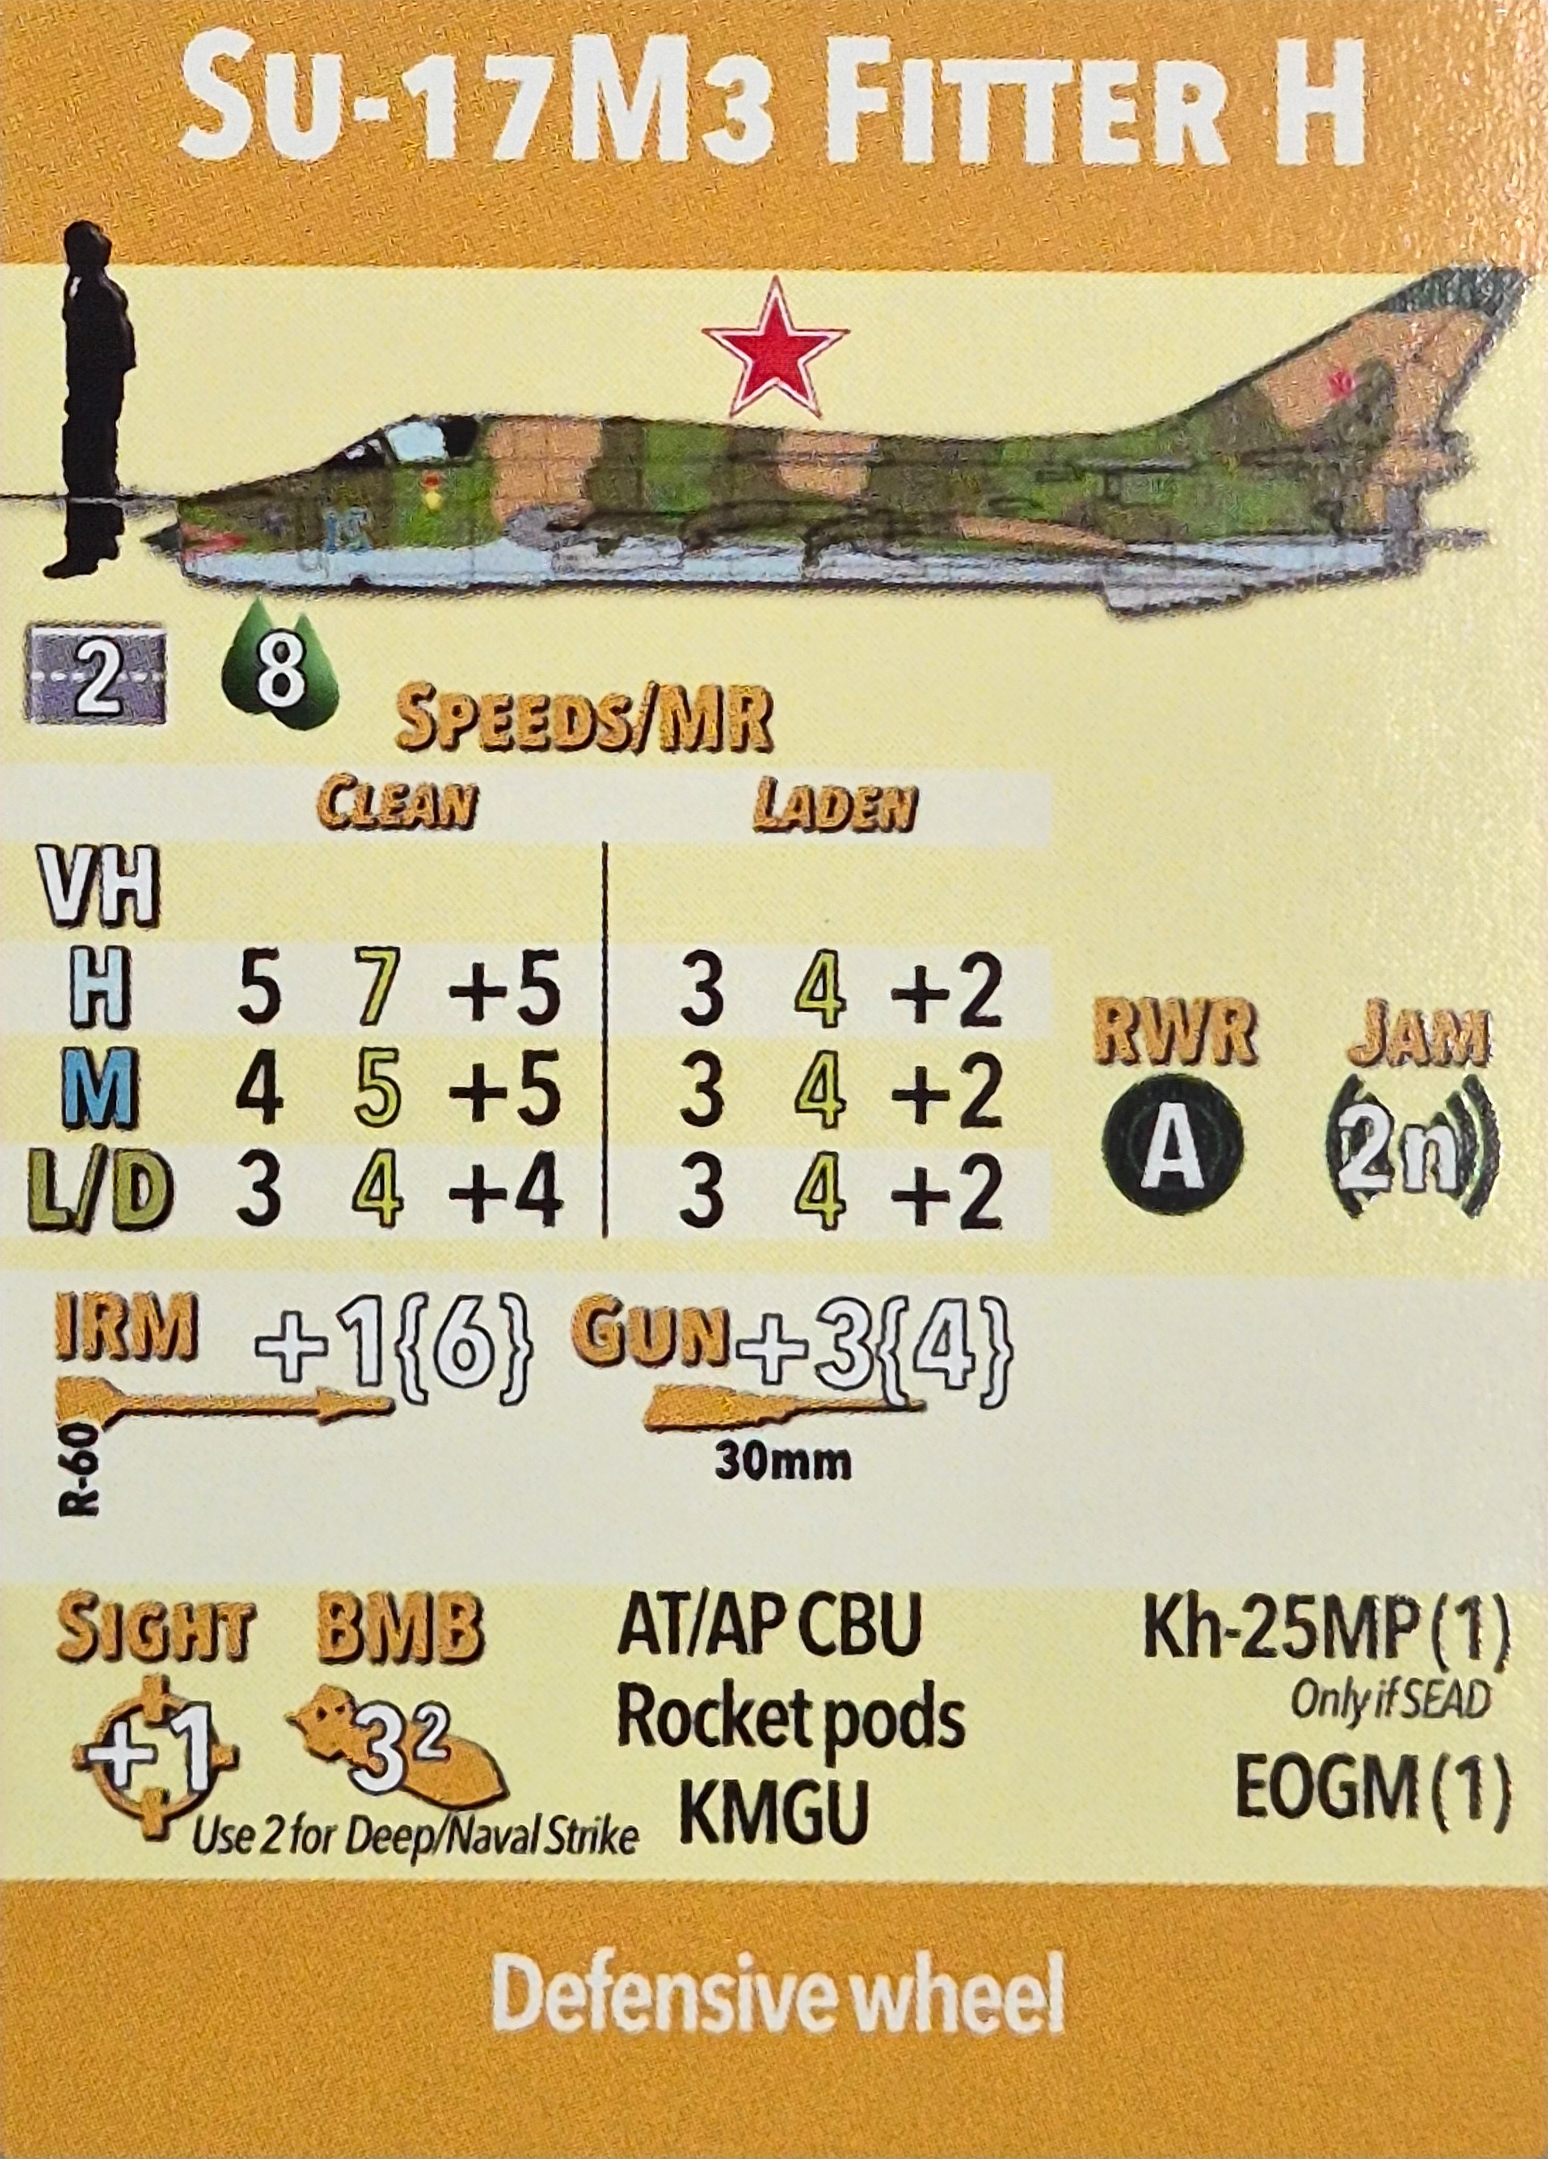 SU-17M3 FITTER H
15
2 8
SPEEDS/MR
CLEAN LADEN
VH
H 5 7 +5 3 4 +2
M 4 5 +5 3 4 +2
L/D 3 4 +4 3 4 +2
RWR JAM
A 2n
IRM +1{6} GUN +3{4}
R-60
30mm
SIGHT BMB
+1 3²
Use 2 for Deep/Naval Strike
AT/AP CBU
Rocket pods
KMGU
Kh-25MP (1)
Only if SEAD
EOGM (1)
Defensive wheel